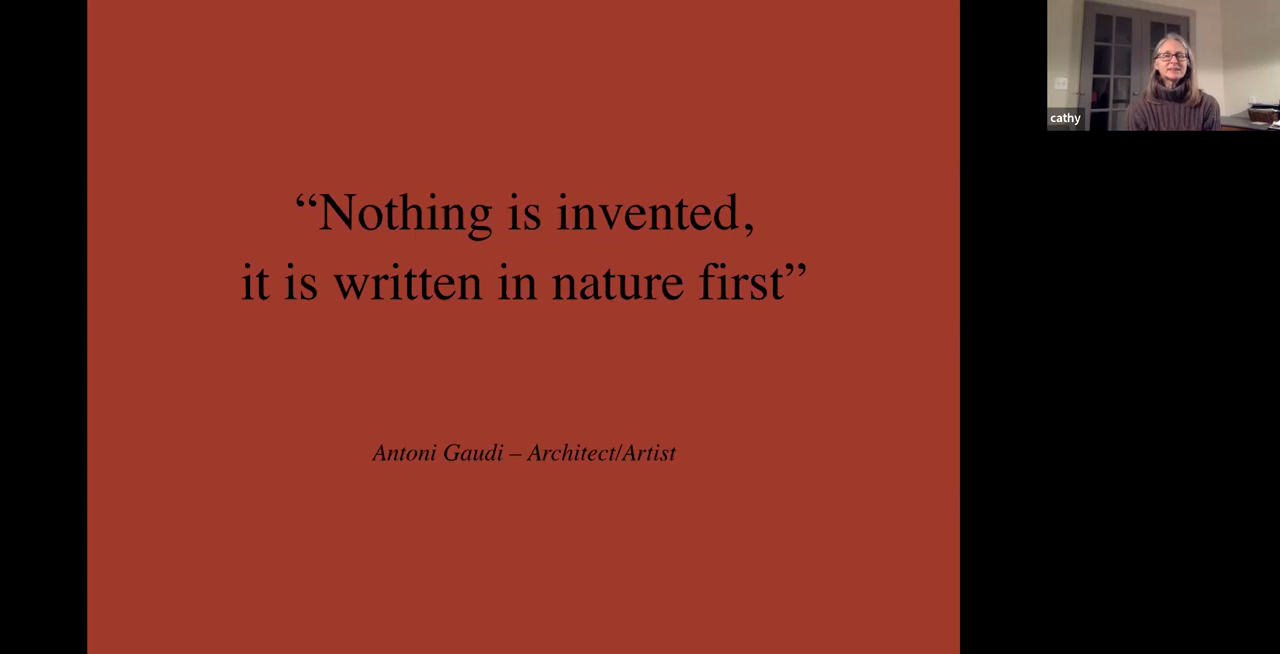 “Nothing is invented,
it is written in nature first”
Antoni Gaudi – Architect/Artist
cathy